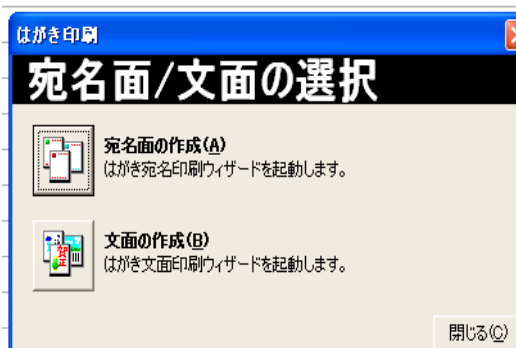 はがき印刷
宛名面/文面の選択
宛名面の作成(A)
はがき宛名印刷ウィザードを起動します。
文面の作成(B)
はがき文面印刷ウィザードを起動します。
閉じる(C)